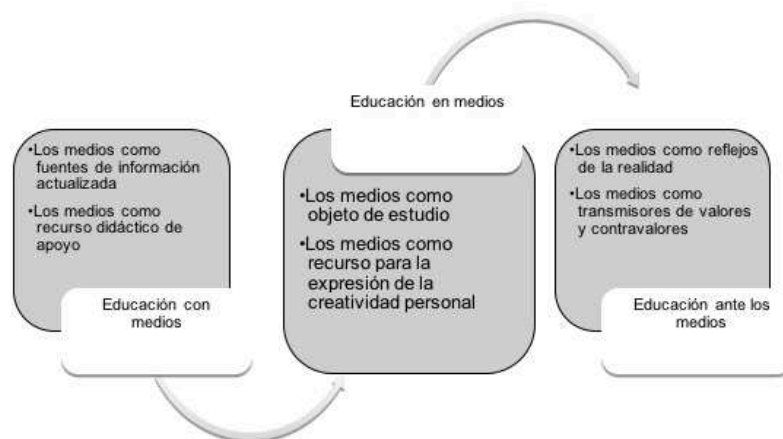 •Los medios como
fuentes de información
actualizada
•Los medios como
recurso didáctico de
apoyo
Educación con
medios
Educación en medios
•Los medios como
objeto de estudio
•Los medios como
recurso para la
expresión de la
creatividad personal
•Los medios como reflejos
de la realidad
•Los medios como
transmisores de valores
y contravalores
Educación ante los
medios